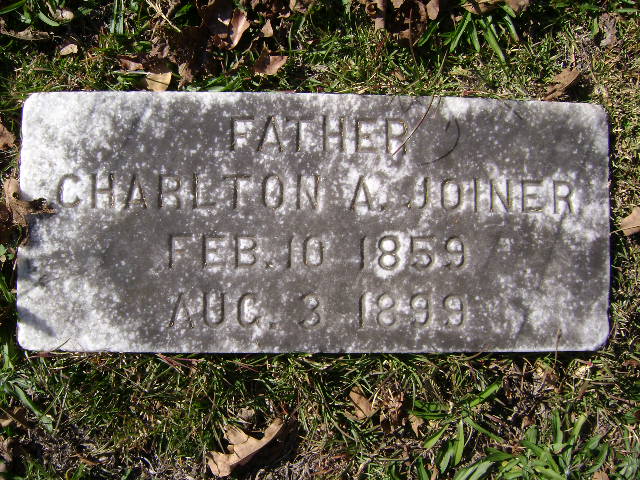 FATHER
CHARLTON A. JOINER
FEB. 10 1859
AUG. 3 1899